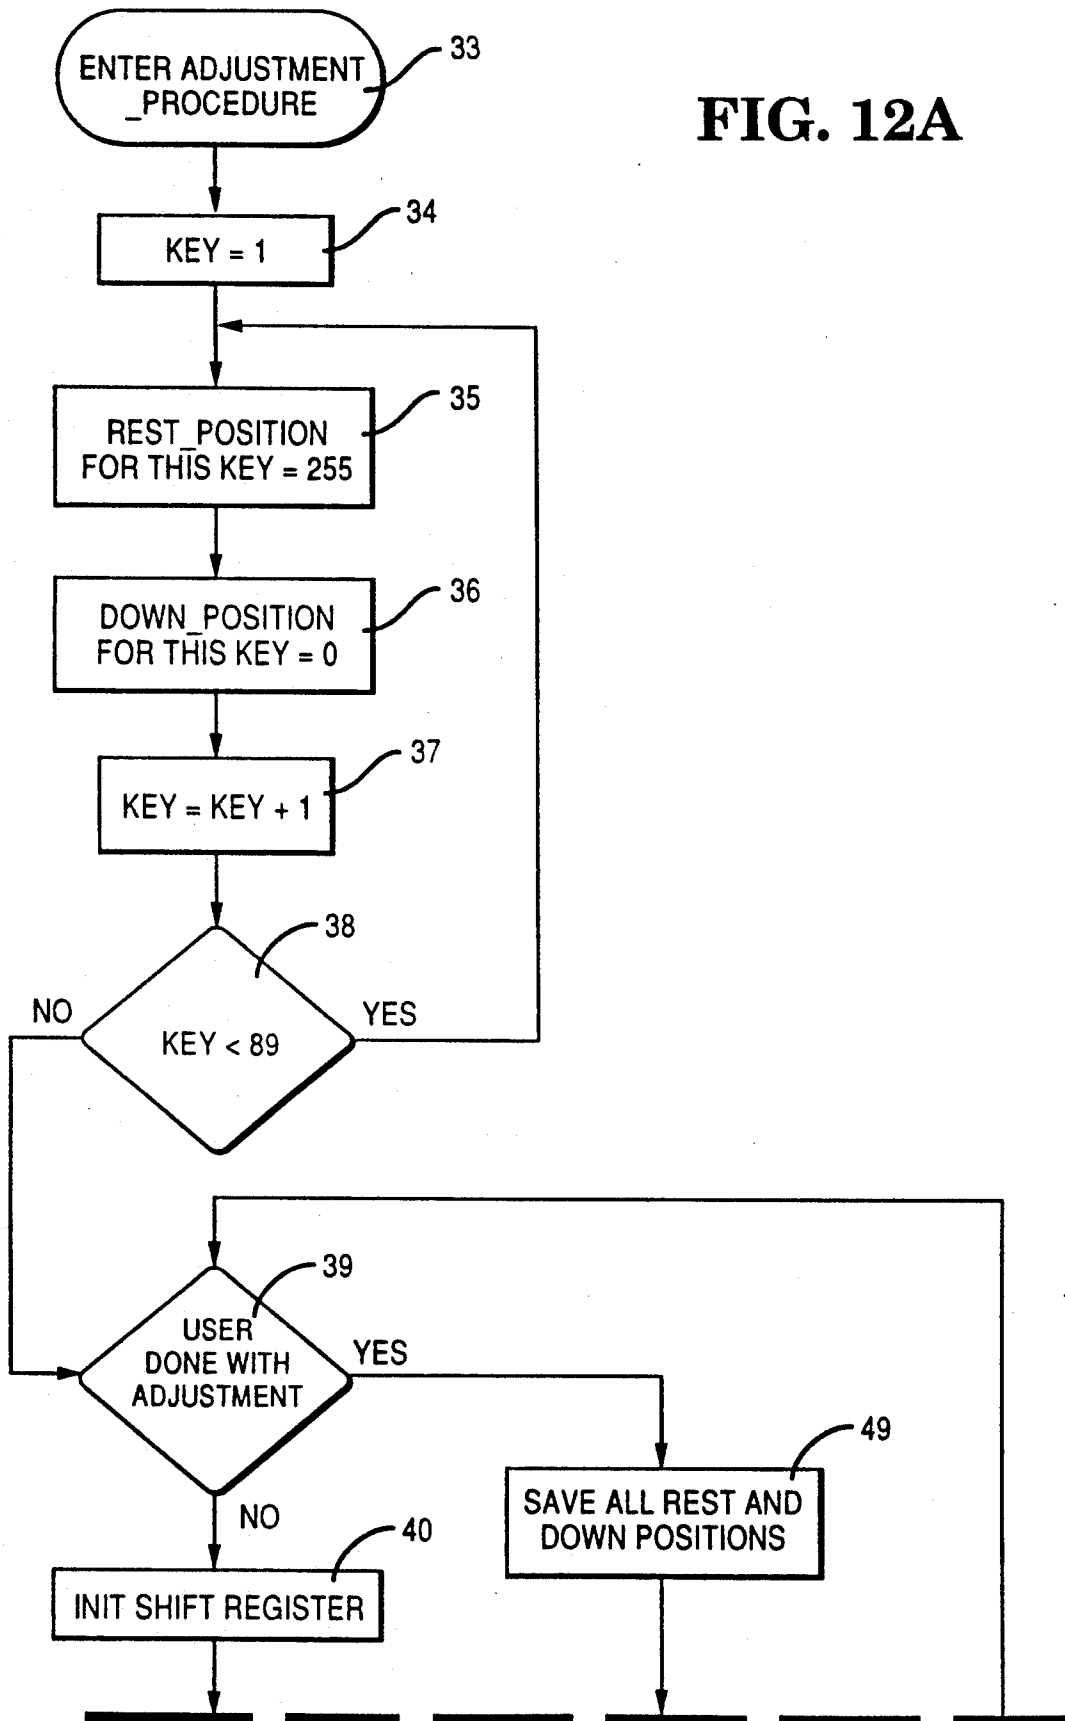 ENTER ADJUSTMENT
_PROCEDURE
33
FIG. 12A
34
KEY = 1
35
REST_POSITION
FOR THIS KEY = 255
36
DOWN_POSITION
FOR THIS KEY = 0
37
KEY = KEY + 1
38
NO
YES
KEY < 89
39
USER
DONE WITH
ADJUSTMENT
YES
49
SAVE ALL REST AND
DOWN POSITIONS
NO
40
INIT SHIFT REGISTER